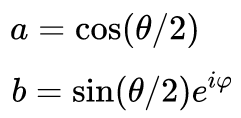 a = cos(θ/2)
b = sin(θ/2)e^{iφ}